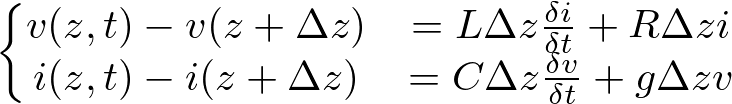 v(z, t) − v(z + Δz) = LΔz δi/δt + RΔzi
i(z, t) − i(z + Δz) = CΔz δv/δt + gΔzv